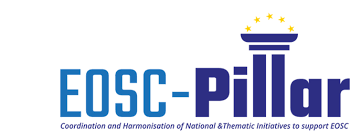 EOSC-Pillar
Coordination and Harmonisation of National &Thematic Initiatives to support EOSC